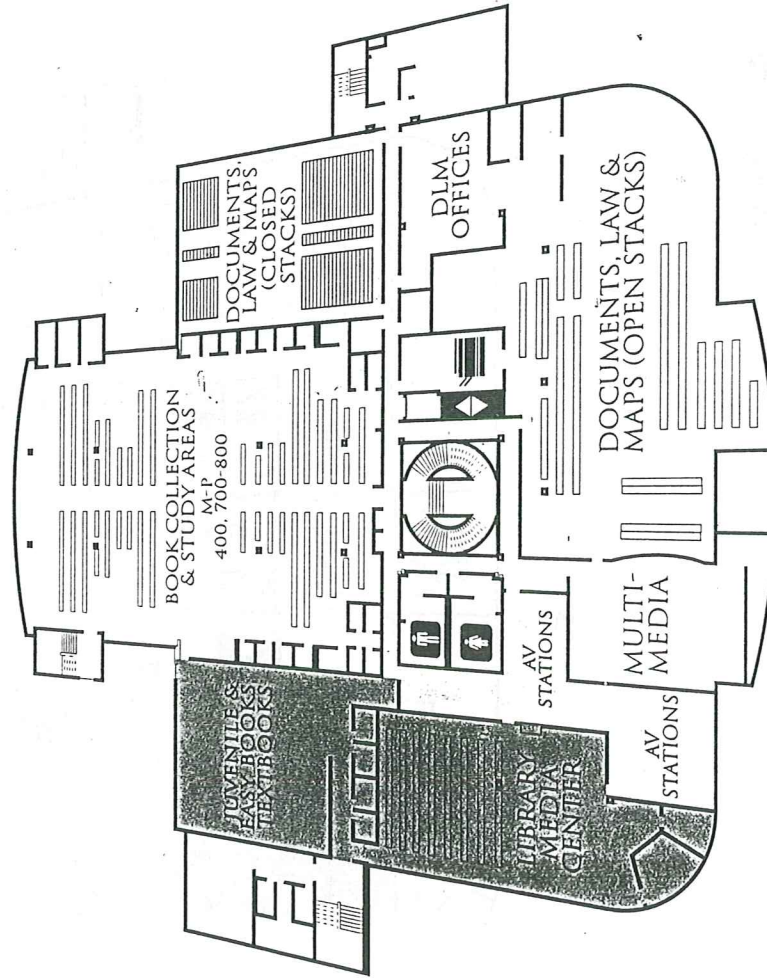 BOOK COLLECTION
& STUDY AREAS
M-P
400, 700-800
DOCUMENTS,
LAW & MAPS
(CLOSED
STACKS)
JUVENILE &
EASY BOOKS
TEXTBOOKS
DLM
OFFICES
LIBRARY
MEDIA
CENTER
AV
STATIONS
MULTI-
MEDIA
AV
STATIONS
DOCUMENTS, LAW &
MAPS (OPEN STACKS)